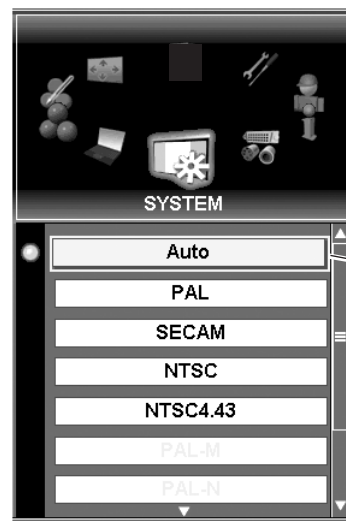 SYSTEM
Auto
PAL
SECAM
NTSC
NTSC4.43
PAL-M
PAL-N